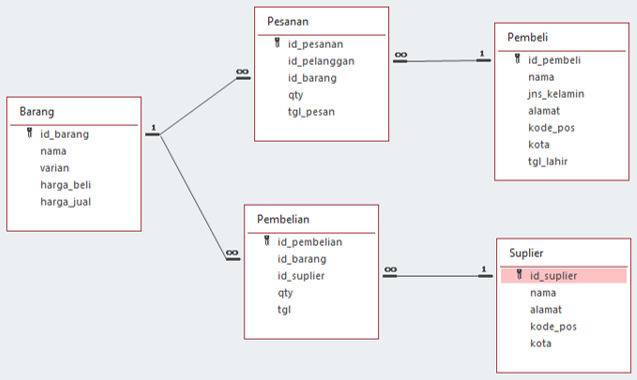 Barang
id_barang
nama
varian
harga_beli
harga_jual
1
∞
∞
Pesanan
id_pesanan
id_pelanggan
id_barang
qty
tgl_pesan
∞
1
Pembeli
id_pembeli
nama
jns_kelamin
alamat
kode_pos
kota
tgl_lahir
Pembelian
id_pembelian
id_barang
id_suplier
qty
tgl
∞
1
Suplier
id_suplier
nama
alamat
kode_pos
kota